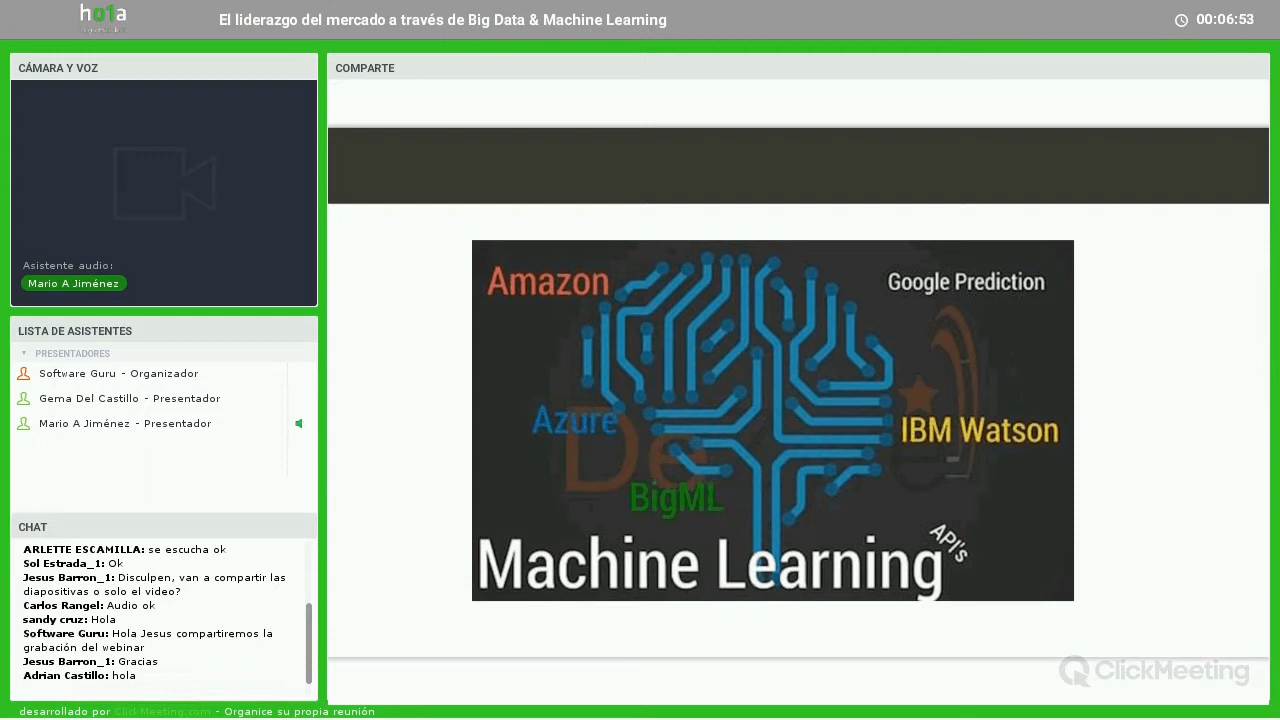 ho1a
El liderazgo del mercado a través de Big Data & Machine Learning
00:06:53
CÁMARA Y VOZ
Asistente audio:
Mario A Jiménez
LISTA DE ASISTENTES
PRESENTADORES
Software Guru - Organizador
Gema Del Castillo - Presentador
Mario A Jiménez - Presentador
CHAT
ARLETTE ESCAMILLA: se escucha ok
Sol Estrada_1: Ok
Jesus Barron_1: Disculpen, van a compartir las
diapositivas o solo el video?
Carlos Rangel: Audio ok
sandy cruz: Hola
Software Guru: Hola Jesus compartiremos la
grabación del webinar
Jesus Barron_1: Gracias
Adrian Castillo: hola
COMPARTE
Amazon
Google Prediction
Azure
IBM Watson
De
BigML
API's
Machine Learning
ClickMeeting
desarrollado por ClickMeeting.com - Organice su propia reunión